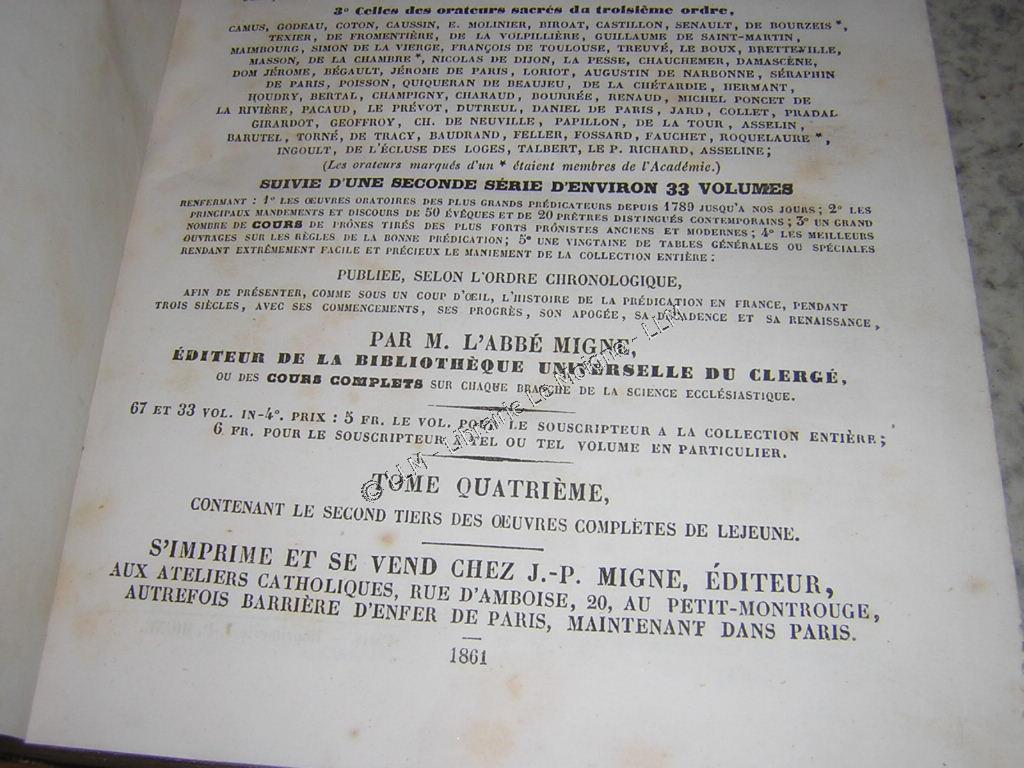 3º Celles des orateurs sacrés du troisième ordre,
CAMUS, GODEAU, COTON, CAUSSIN, E. MOLINIER, BIROAT, CASTILLON, SENAULT, DE BOURZEIS*,
TEXIER, DE FROMENTIÈRE, DE LA VOLPILLIÈRE, GUILLAUME DE SAINT-MARTIN,
MAIMBOURG, SIMON DE LA VIERGE, FRANÇOIS DE TOULOUSE, TREUVÉ, LE BOUX, BRETTEVILLE,
MASSON, DE LA CHAMBRE*, NICOLAS DE DIJON, LA PESSE, CHAUCHEMER, DAMASCÈNE,
DOM JÉROME, BÉGAULT, JÉROME DE PARIS, LORIOT, AUGUSTIN DE NARBONNE, SÉRAPHIN
DE PARIS, POISSON, QUIQUERAN DE BEAUJEU, DE LA CHÉTARDIE, HERMANT,
HOUDRY, BERTAL, CHAMPIGNY, CHARAUD, BOURRÉE, RENAUD, MICHEL PONCET DE
LA RIVIÈRE, PACAUD, LE PRÉVOT, DUTREUL, DANIEL DE PARIS, JARD, COLLET, PRADAL
GIRARDOT, GEOFFROY, CH. DE NEUVILLE, PAPILLON, DE LA TOUR, ASSELIN,
BARUTEL, TORNÉ, DE TRACY, BAUDRAND, FELLER, FOSSARD, FAUCHET, ROQUELAURE*,
INGOULT, DE L'ÉCLUSE DES LOGES, TALBERT, LE P. RICHARD, ASSELINE;
(Les orateurs marqués d'un * étaient membres de l'Académie.)
SUIVIE D'UNE SECONDE SÉRIE D'ENVIRON 33 VOLUMES
RENFERMANT : 1º LES ŒUVRES ORATOIRES DES PLUS GRANDS PRÉDICATEURS DEPUIS 1789 JUSQU'A NOS JOURS; 2º LES
PRINCIPAUX MANDEMENTS ET DISCOURS DE 50 ÉVÊQUES ET DE 20 PRÊTRES DISTINGUÉS CONTEMPORAINS; 3º UN GRAND
NOMBRE DE COURS DE PRÔNES TIRÉS DES PLUS FORTS PRÔNISTES ANCIENS ET MODERNES; 4º LES MEILLEURS
OUVRAGES SUR LES RÈGLES DE LA BONNE PRÉDICATION; 5º UNE VINGTAINE DE TABLES GÉNÉRALES OU SPÉCIALES
RENDANT EXTRÊMEMENT FACILE ET PRÉCIEUX LE MANIEMENT DE LA COLLECTION ENTIÈRE :
PUBLIEE, SELON L'ORDRE CHRONOLOGIQUE,
AFIN DE PRÉSENTER, COMME SOUS UN COUP D'ŒIL, L'HISTOIRE DE LA PRÉDICATION EN FRANCE, PENDANT
TROIS SIÈCLES, AVEC SES COMMENCEMENTS, SES PROGRÈS, SON APOGÉE, SA DÉCADENCE ET SA RENAISSANCE,
PAR M. L'ABBÉ MIGNE,
ÉDITEUR DE LA BIBLIOTHÈQUE UNIVERSELLE DU CLERGÉ,
OU DES COURS COMPLETS SUR CHAQUE BRANCHE DE LA SCIENCE ECCLÉSIASTIQUE.
67 ET 33 VOL. IN-4º. PRIX : 5 FR. LE VOL. POUR LE SOUSCRIPTEUR A LA COLLECTION ENTIÈRE;
6 FR. POUR LE SOUSCRIPTEUR A TEL OU TEL VOLUME EN PARTICULIER.
TOME QUATRIÈME,
CONTENANT LE SECOND TIERS DES ŒUVRES COMPLÈTES DE LEJEUNE.
S'IMPRIME ET SE VEND CHEZ J.-P. MIGNE, ÉDITEUR,
AUX ATELIERS CATHOLIQUES, RUE D'AMBOISE, 20, AU PETIT-MONTROUGE,
AUTREFOIS BARRIÈRE D'ENFER DE PARIS, MAINTENANT DANS PARIS.
1861
© LLM - Librairie Le Moigne - LLM